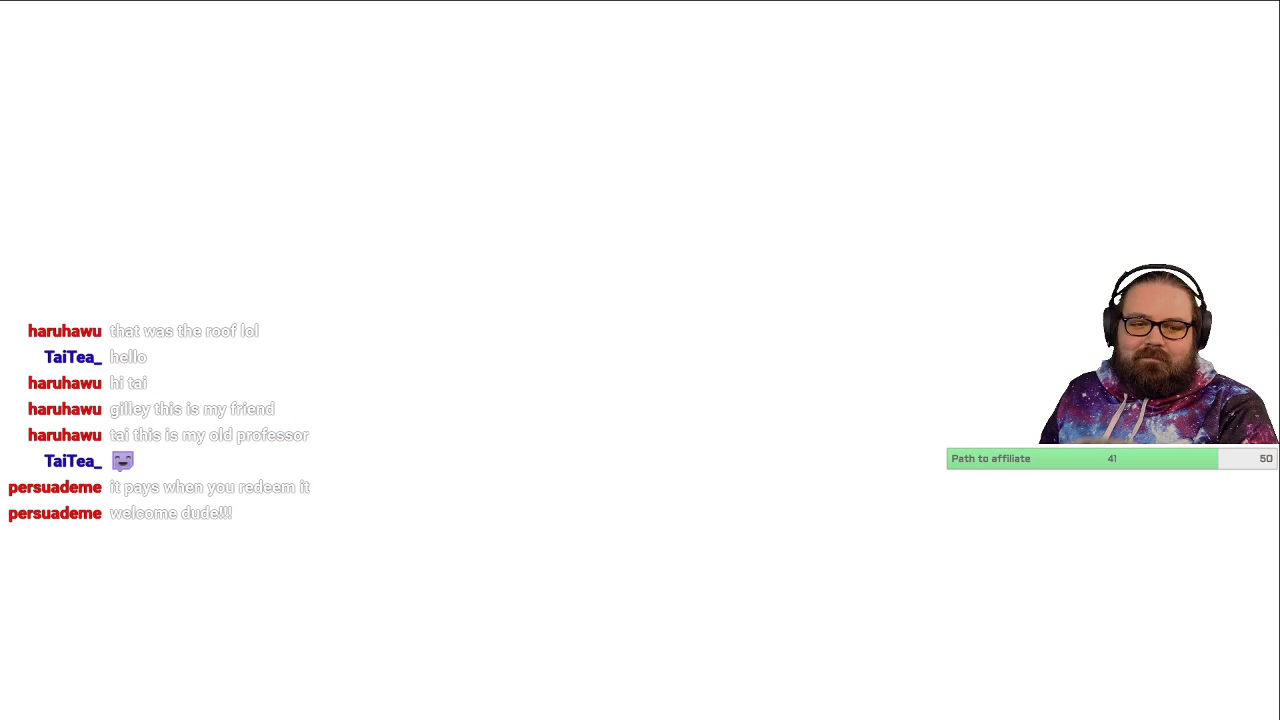 haruhawu that was the roof lol
TaiTea_ hello
haruhawu hi tai
haruhawu gilley this is my friend
haruhawu tai this is my old professor
TaiTea_
persuademe it pays when you redeem it
persuademe welcome dude!!!
Path to affiliate 41 50